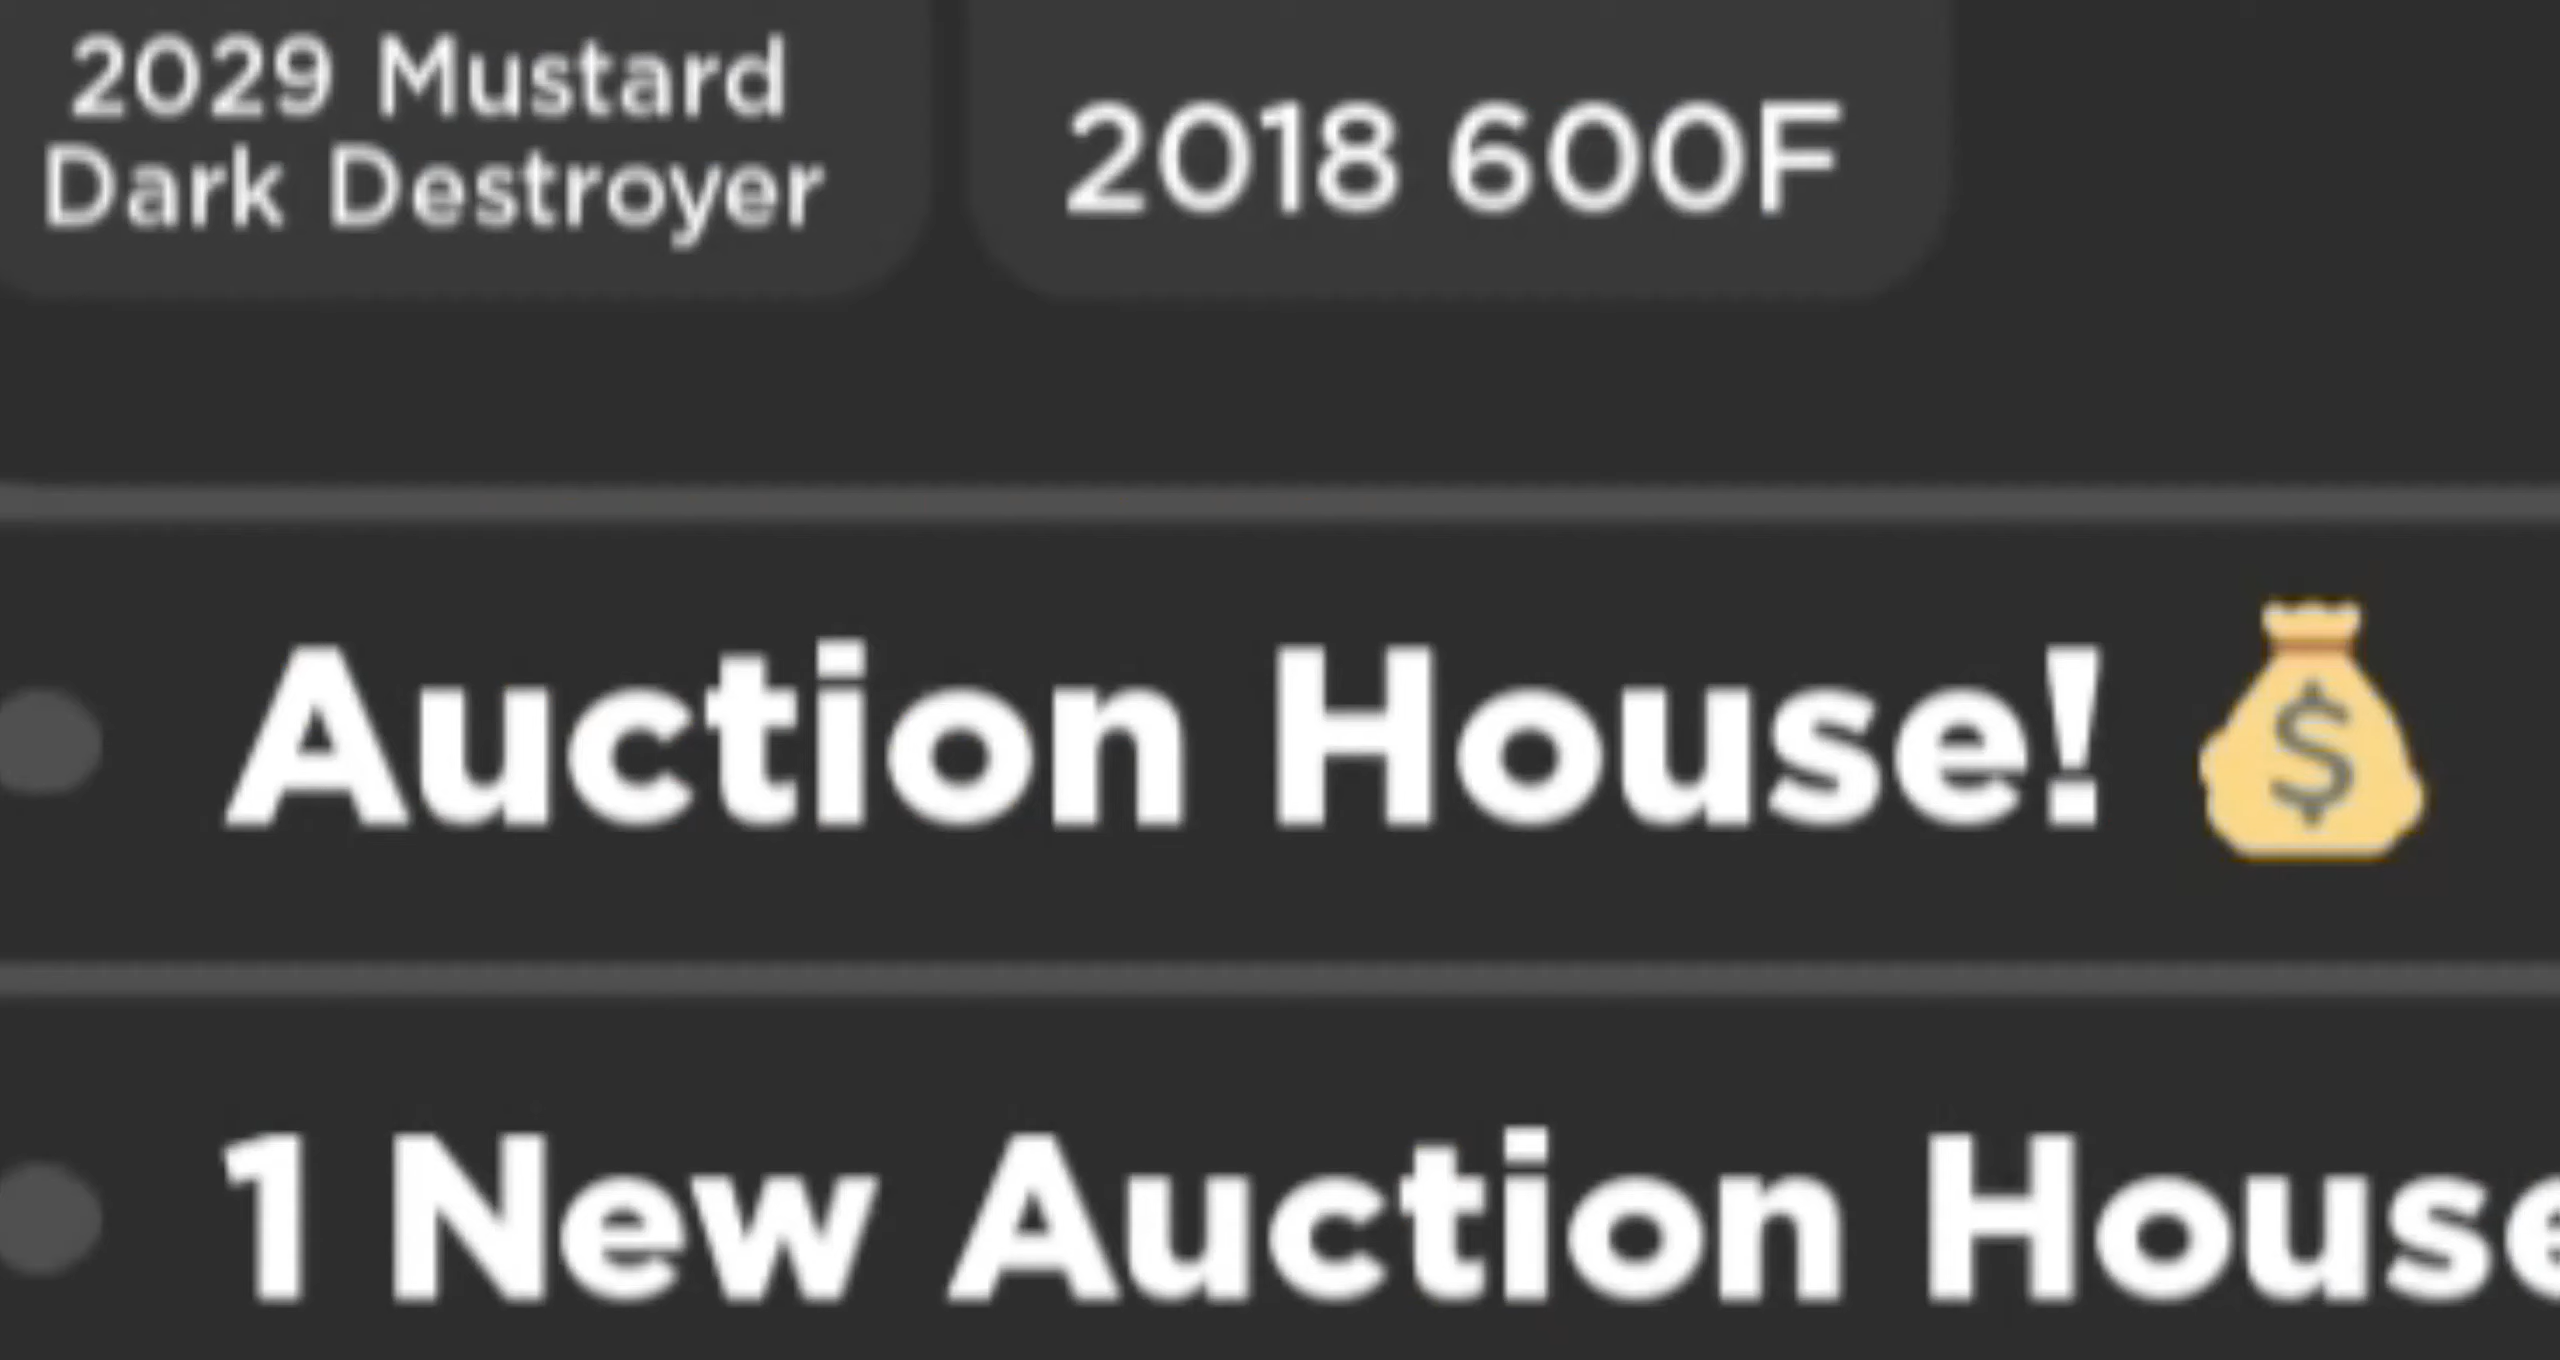 2029 Mustard
Dark Destroyer
2018 600F
Auction House! 💰
1 New Auction House